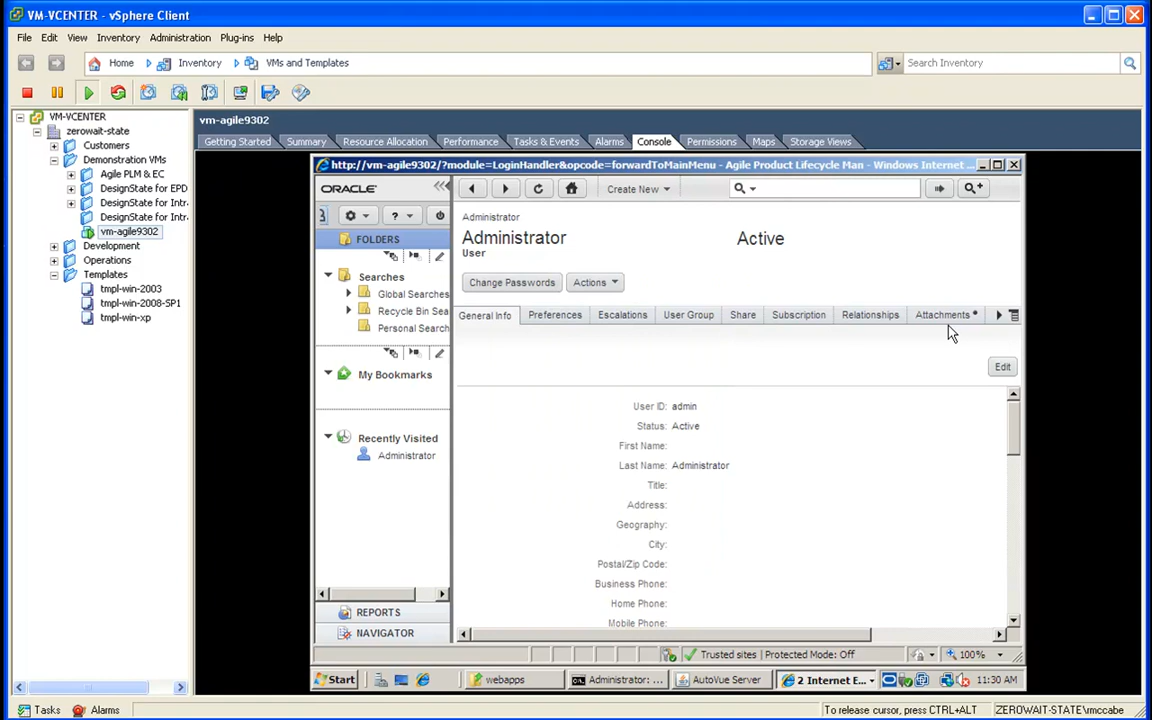 VM-VCENTER - vSphere Client
File Edit View Inventory Administration Plug-ins Help
Home Inventory VMs and Templates Search Inventory
VM-VCENTER
zerowait-state
Customers
Demonstration VMs
Agile PLM & EC
DesignState for EPD
DesignState for Intr
DesignState for Intr
vm-agile9302
Development
Operations
Templates
tmpl-win-2003
tmpl-win-2008-SP1
tmpl-win-xp
vm-agile9302
Getting Started Summary Resource Allocation Performance Tasks & Events Alarms Console Permissions Maps Storage Views
http://vm-agile9302/?module=LoginHandler&opcode=forwardToMainMenu - Agile Product Lifecycle Man - Windows Internet ...
ORACLE
Create New
FOLDERS
Searches
Global Searches
Recycle Bin Sea
Personal Search
My Bookmarks
Recently Visited
Administrator
REPORTS
NAVIGATOR
Administrator
Administrator Active
User
Change Passwords Actions
General Info Preferences Escalations User Group Share Subscription Relationships Attachments
Edit
User ID: admin
Status: Active
First Name:
Last Name: Administrator
Title:
Address:
Geography:
City:
Postal/Zip Code:
Business Phone:
Home Phone:
Mobile Phone:
Trusted sites | Protected Mode: Off 100%
Start webapps Administrator: ... AutoVue Server 2 Internet E... 11:30 AM
Tasks Alarms To release cursor, press CTRL+ALT ZEROWAIT-STATE\rmccabe